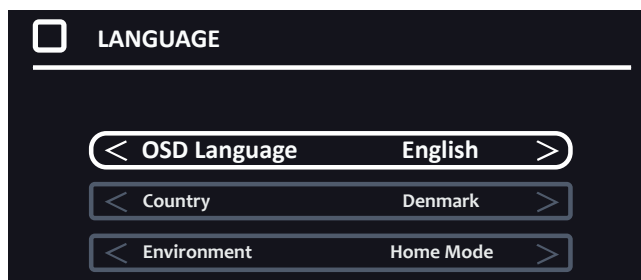 LANGUAGE
< OSD Language English >
< Country Denmark >
< Environment Home Mode >